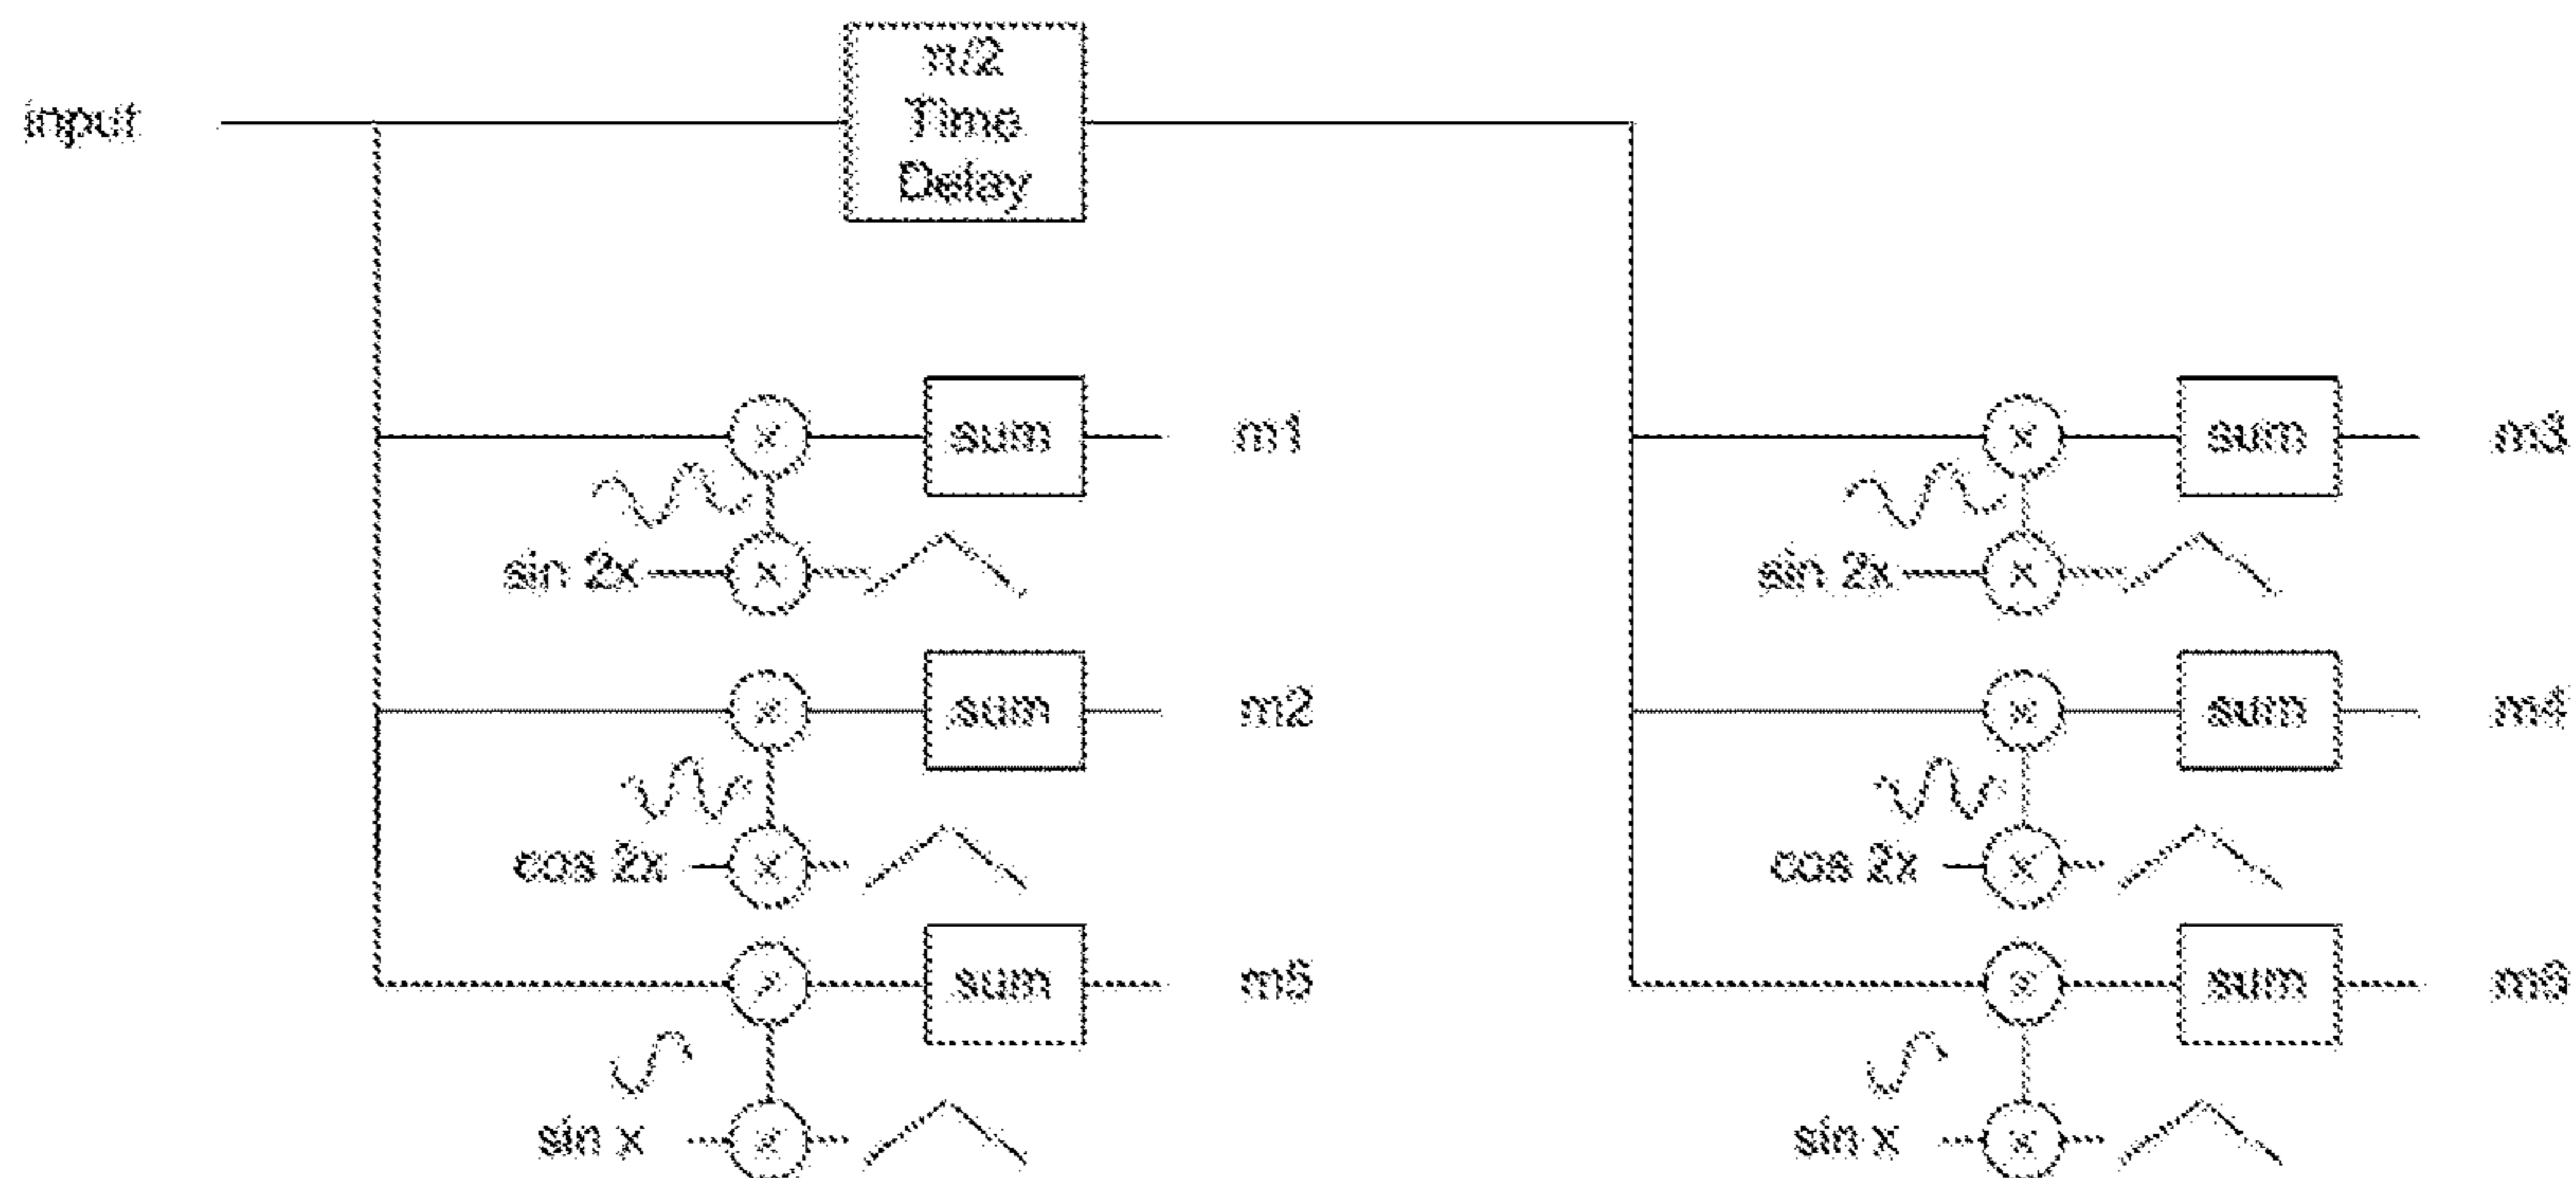 π/2
input
Time
Delay
sum m1
sum m3
sin 2x
sin 2x
sum m2
sum m4
cos 2x
cos 2x
sum m5
sum m6
sin x
sin x